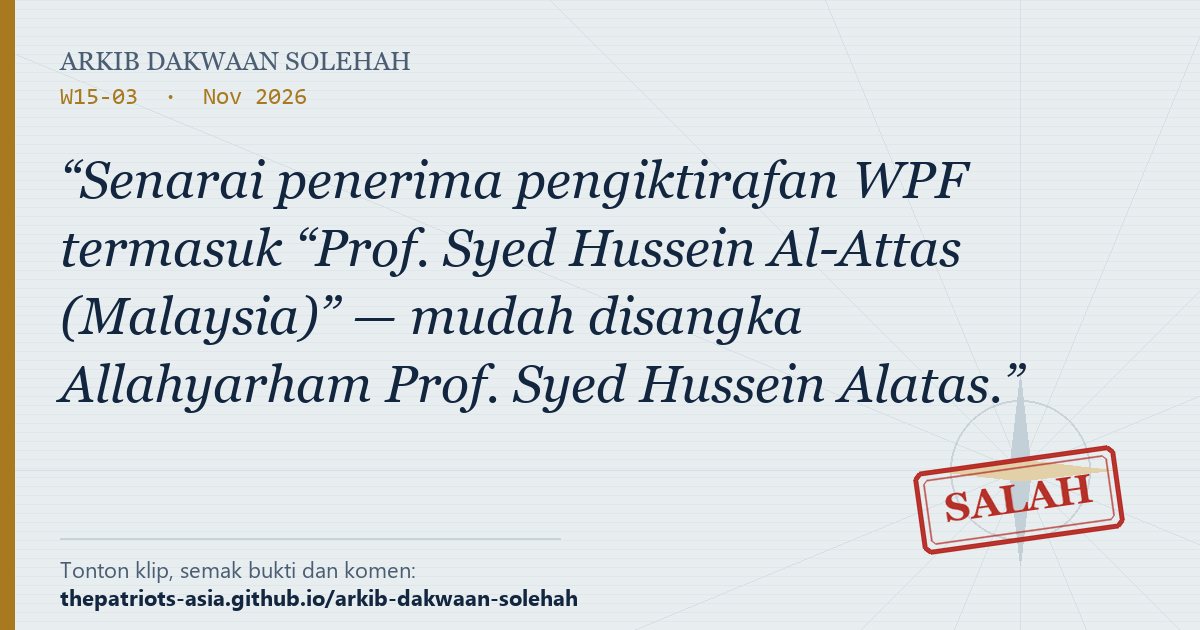 ARKIB DAKWAAN SOLEHAH
W15-03 · Nov 2026
“Senarai penerima pengiktirafan WPF
termasuk “Prof. Syed Hussein Al-Attas
(Malaysia)” — mudah disangka
Allahyarham Prof. Syed Hussein Alatas.”
SALAH
Tonton klip, semak bukti dan komen:
thepatriots-asia.github.io/arkib-dakwaan-solehah